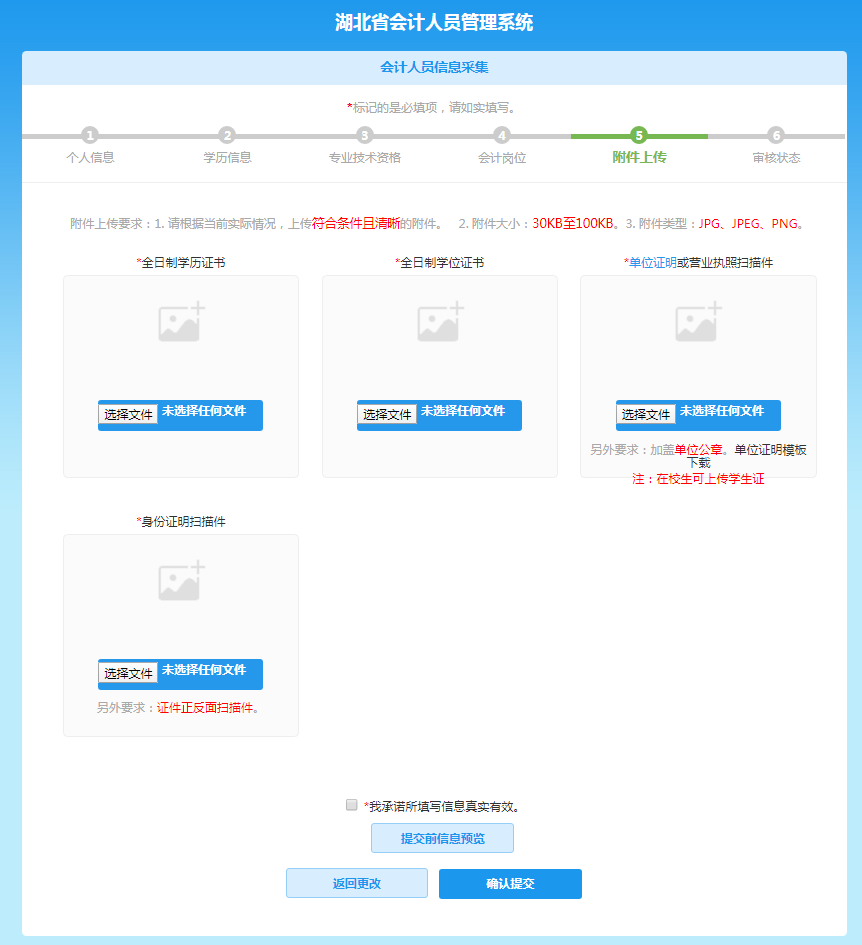 湖北省会计人员管理系统
会计人员信息采集
*标记的是必填项，请如实填写。
1 2 3 4 5 6
个人信息 学历信息 专业技术资格 会计岗位 附件上传 审核状态
附件上传要求：1. 请根据当前实际情况，上传符合条件且清晰的附件。 2. 附件大小：30KB至100KB。3. 附件类型：JPG、JPEG、PNG。
*全日制学历证书 *全日制学位证书 *单位证明或营业执照扫描件
选择文件 未选择任何文件 选择文件 未选择任何文件 选择文件 未选择任何文件
另外要求：加盖单位公章。单位证明模板
下载
注：在校生可上传学生证
*身份证明扫描件
选择文件 未选择任何文件
另外要求：证件正反面扫描件。
*我承诺所填写信息真实有效。
提交前信息预览
返回更改 确认提交